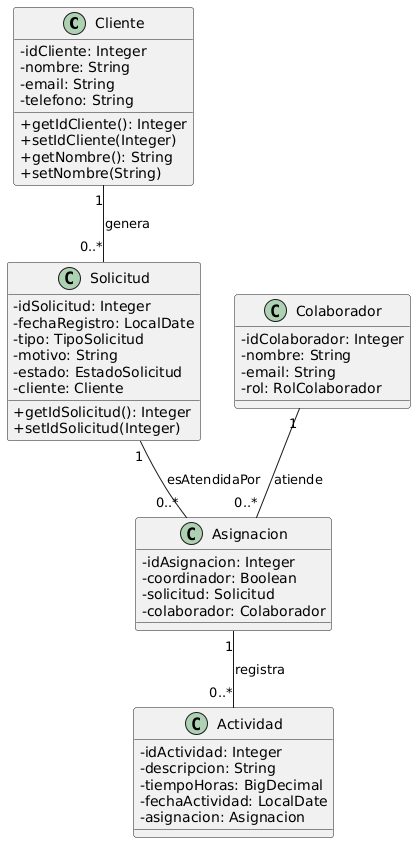 C Cliente
-idCliente: Integer
-nombre: String
-email: String
-telefono: String
+getIdCliente(): Integer
+setIdCliente(Integer)
+getNombre(): String
+setNombre(String)
1
genera
0..*
C Solicitud
-idSolicitud: Integer
-fechaRegistro: LocalDate
-tipo: TipoSolicitud
-motivo: String
-estado: EstadoSolicitud
-cliente: Cliente
+getIdSolicitud(): Integer
+setIdSolicitud(Integer)
C Colaborador
-idColaborador: Integer
-nombre: String
-email: String
-rol: RolColaborador
1
esAtendidaPor
0..*
1
atiende
0..*
C Asignacion
-idAsignacion: Integer
-coordinador: Boolean
-solicitud: Solicitud
-colaborador: Colaborador
1
registra
0..*
C Actividad
-idActividad: Integer
-descripcion: String
-tiempoHoras: BigDecimal
-fechaActividad: LocalDate
-asignacion: Asignacion